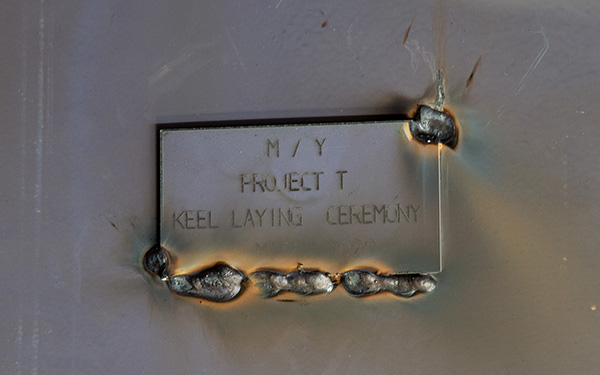 M / Y
PROJECT T
KEEL LAYING CEREMONY